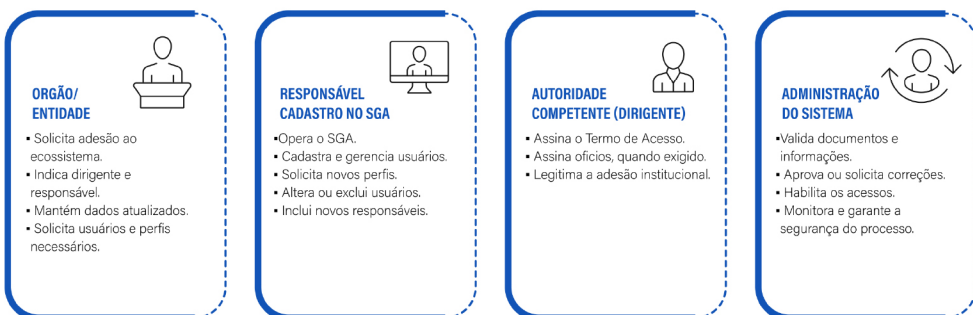 ORGÃO/
ENTIDADE
▪ Solicita adesão ao
ecossistema.
▪ Indica dirigente e
responsável.
▪ Mantém dados atualizados.
▪ Solicita usuários e perfis
necessários.
RESPONSÁVEL
CADASTRO NO SGA
▪Opera o SGA.
▪ Cadastra e gerencia usuários.
▪ Solicita novos perfis.
▪ Altera ou exclui usuários.
▪ Inclui novos responsáveis.
AUTORIDADE
COMPETENTE (DIRIGENTE)
▪ Assina o Termo de Acesso.
▪ Assina ofícios, quando exigido.
▪ Legitima a adesão institucional.
ADMINISTRAÇÃO
DO SISTEMA
▪Valida documentos e
informações.
▪ Aprova ou solicita correções.
▪ Habilita os acessos.
▪ Monitora e garante a
segurança do processo.